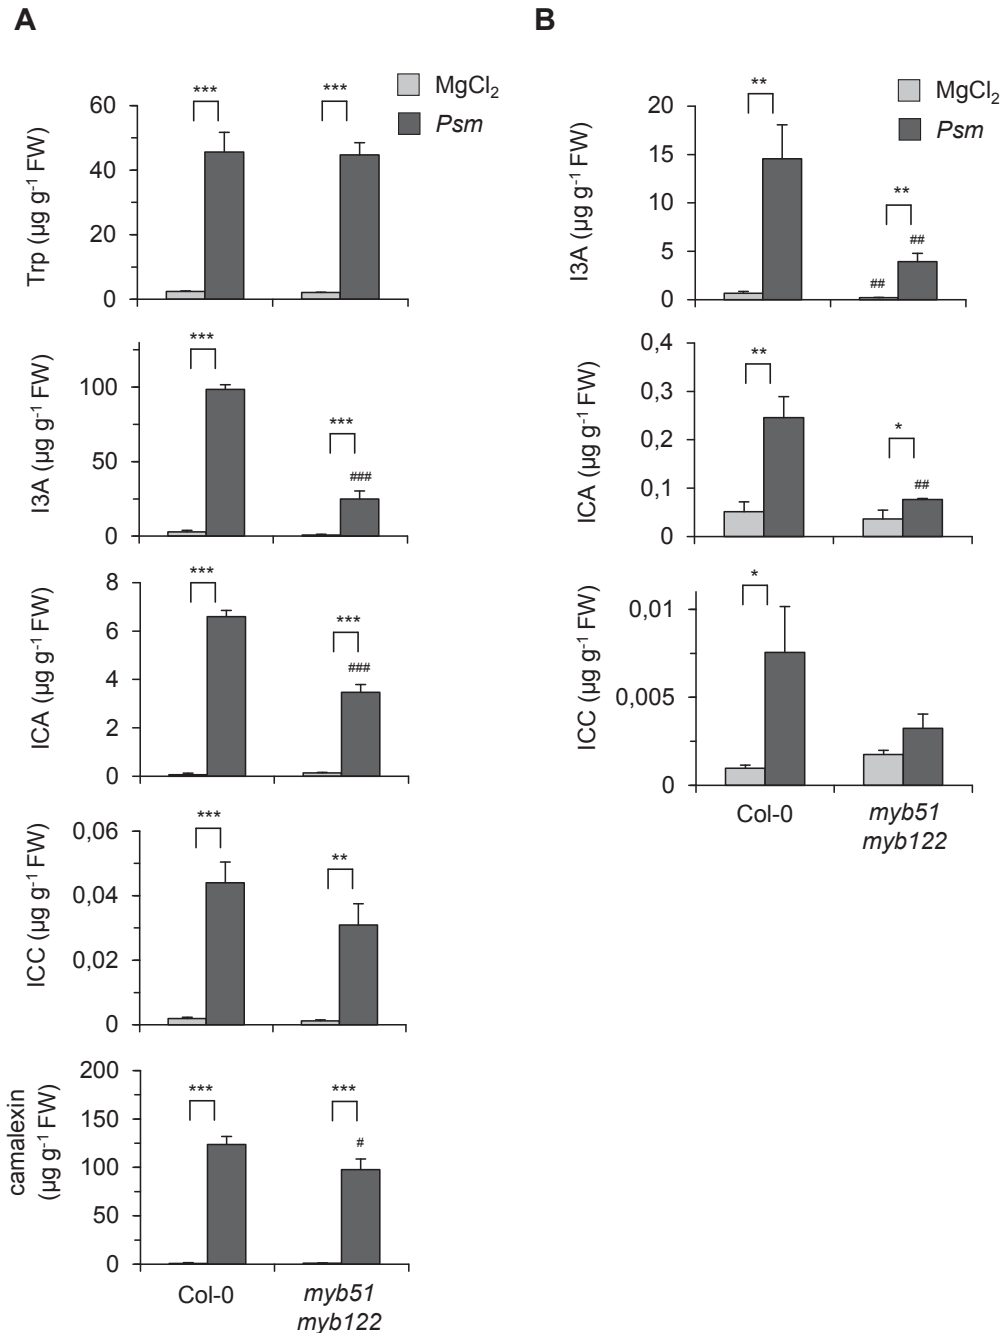 A
MgCl₂
Psm
Trp (µg g⁻¹ FW)
60
40
20
0
***
***
I3A (µg g⁻¹ FW)
100
50
0
***
***
###
ICA (µg g⁻¹ FW)
8
6
4
2
0
***
***
###
ICC (µg g⁻¹ FW)
0,06
0,04
0,02
0
***
**
camalexin
(µg g⁻¹ FW)
200
150
100
50
0
***
***
#
Col-0
myb51
myb122
B
MgCl₂
Psm
I3A (µg g⁻¹ FW)
20
15
10
5
0
**
**
##
##
ICA (µg g⁻¹ FW)
0,4
0,3
0,2
0,1
0
**
*
##
ICC (µg g⁻¹ FW)
0,01
0,005
0
*
Col-0
myb51
myb122